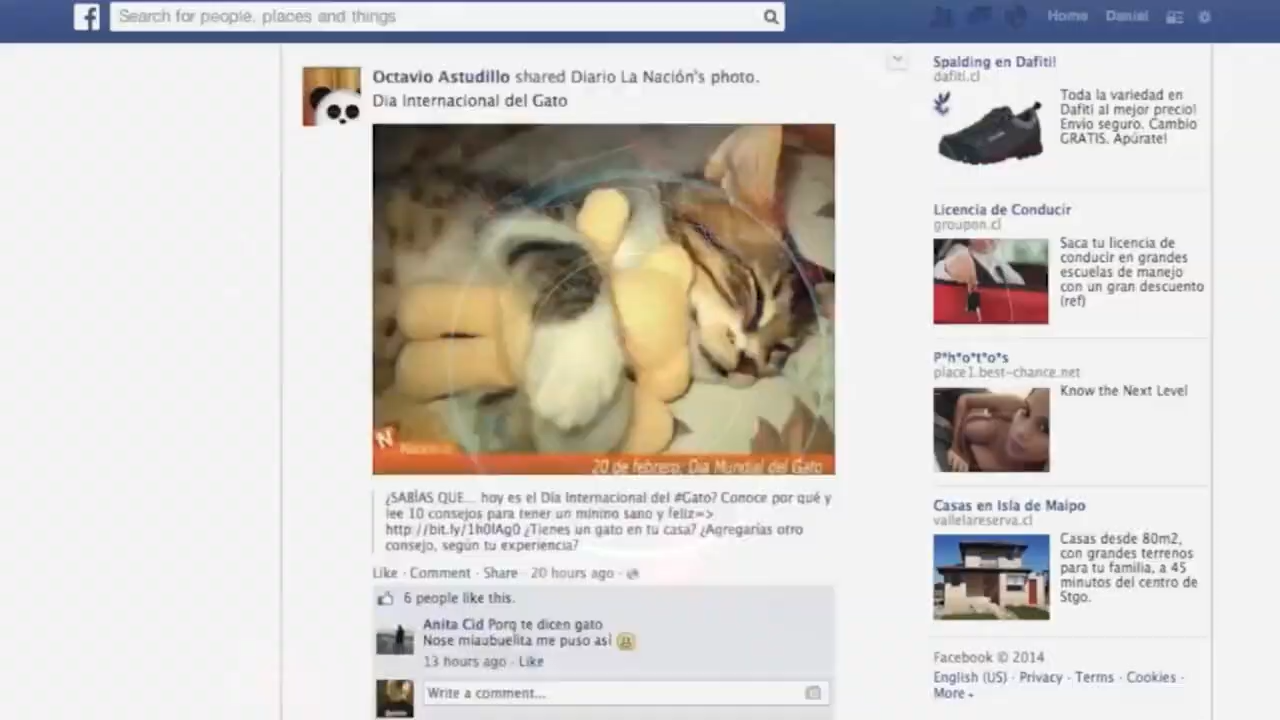 Search for people, places and things
Home
Daniel
Octavio Astudillo shared Diario La Nación's photo.
Dia Internacional del Gato
N
20 de febrero, Día Mundial del Gato
¿SABÍAS QUE... hoy es el Día Internacional del #Gato? Conoce por qué y
lee 10 consejos para tener un minino sano y feliz=>
http://bit.ly/1h0lAg0 ¿Tienes un gato en tu casa? ¿Agregarías otro
consejo, según tu experiencia?
Like · Comment · Share · 20 hours ago ·
6 people like this.
Anita Cid Porq te dicen gato
Nose miaubuelita me puso asi
13 hours ago · Like
Write a comment...
Spalding en Dafiti!
dafiti.cl
Toda la variedad en
Dafiti al mejor precio!
Envío seguro. Cambio
GRATIS. Apúrate!
Licencia de Conducir
groupon.cl
Saca tu licencia de
conducir en grandes
escuelas de manejo
con un gran descuento
(ref)
P*h*o*t*o*s
place1.best-chance.net
Know the Next Level
Casas en Isla de Maipo
vallelareserva.cl
Casas desde 80m2,
con grandes terrenos
para tu familia, a 45
minutos del centro de
Stgo.
Facebook © 2014
English (US) · Privacy · Terms · Cookies ·
More